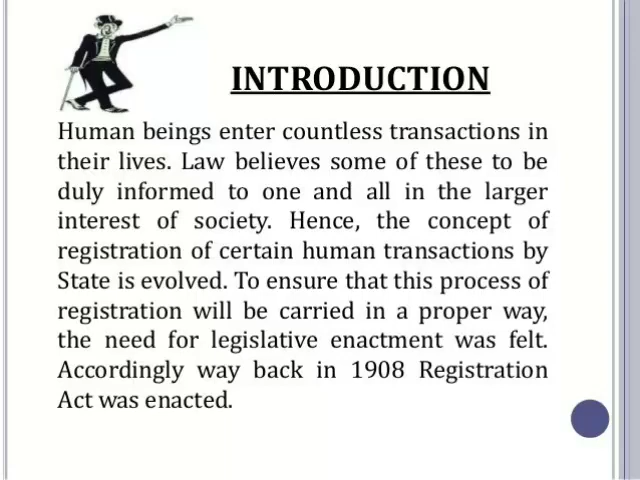 INTRODUCTION
Human beings enter countless transactions in
their lives. Law believes some of these to be
duly informed to one and all in the larger
interest of society. Hence, the concept of
registration of certain human transactions by
State is evolved. To ensure that this process of
registration will be carried in a proper way,
the need for legislative enactment was felt.
Accordingly way back in 1908 Registration
Act was enacted.